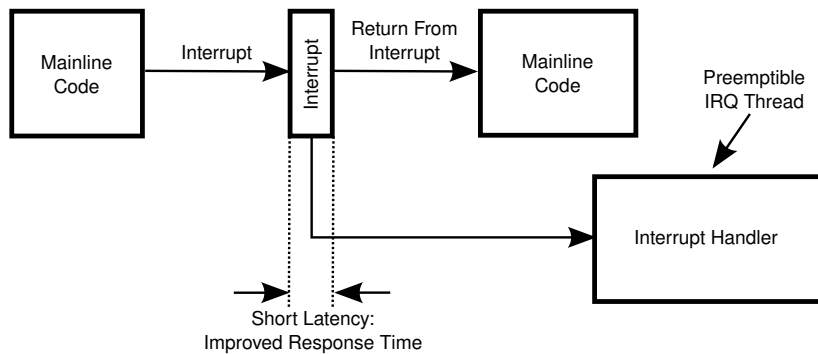 Mainline
Code
Interrupt
Interrupt
Return From
Interrupt
Mainline
Code
Preemptible
IRQ Thread
Interrupt Handler
Short Latency:
Improved Response Time